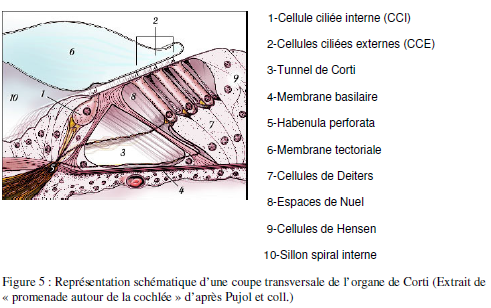 1-Cellule ciliée interne (CCI)
2-Cellules ciliées externes (CCE)
3-Tunnel de Corti
4-Membrane basilaire
5-Habenula perforata
6-Membrane tectoriale
7-Cellules de Deiters
8-Espaces de Nuel
9-Cellules de Hensen
10-Sillon spiral interne
2
6
9
10
1
8
7
3
5
4
Figure 5 : Représentation schématique d'une coupe transversale de l'organe de Corti (Extrait de
« promenade autour de la cochlée » d'après Pujol et coll.)